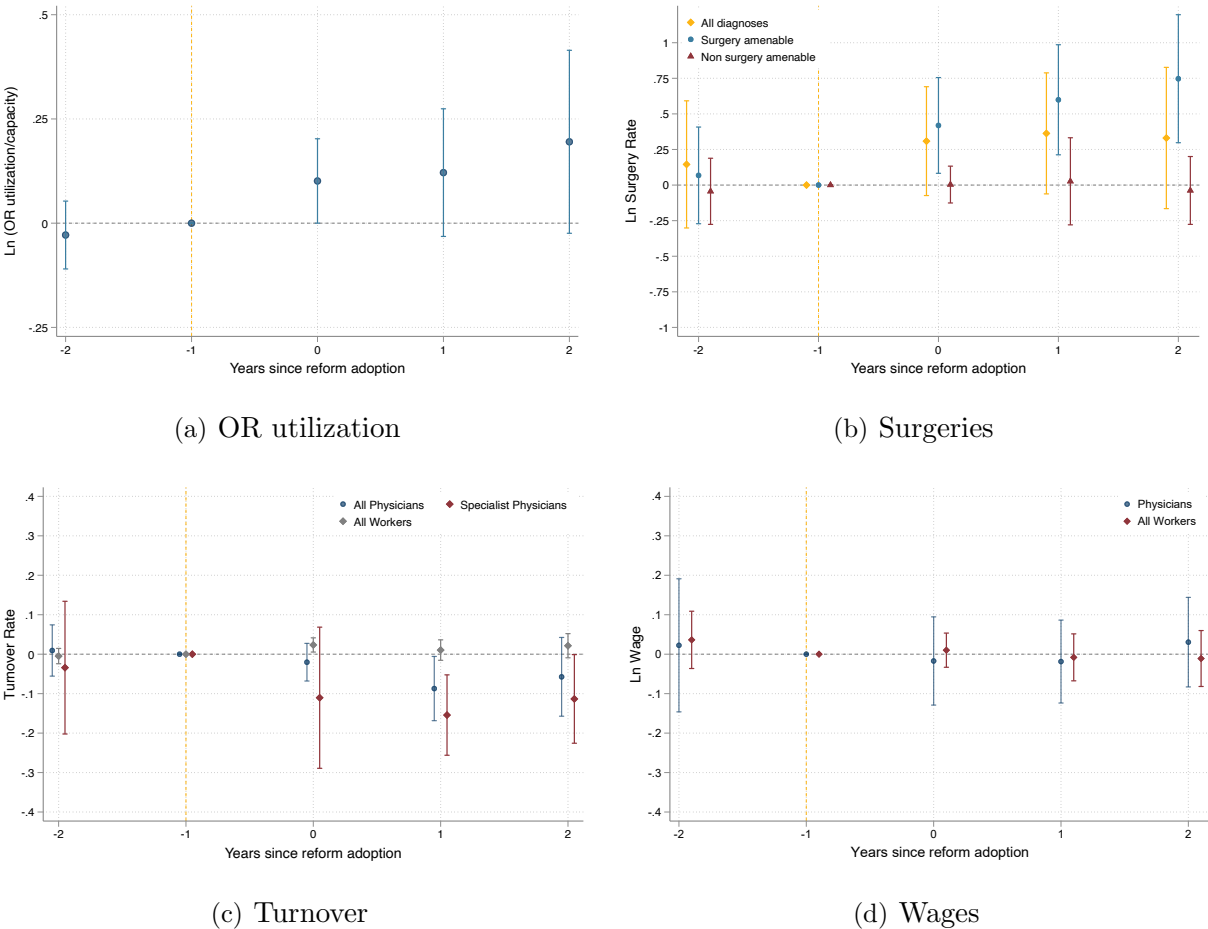 .5
.25
0
-.25
Ln (OR utilization/capacity)
-2
-1
0
1
2
Years since reform adoption
(a) OR utilization
All diagnoses
Surgery amenable
Non surgery amenable
1
.75
.5
.25
0
-.25
-.5
-.75
-1
Ln Surgery Rate
-2
-1
0
1
2
Years since reform adoption
(b) Surgeries
All Physicians
Specialist Physicians
All Workers
.4
.3
.2
.1
0
-.1
-.2
-.3
-.4
Turnover Rate
-2
-1
0
1
2
Years since reform adoption
(c) Turnover
Physicians
All Workers
.4
.3
.2
.1
0
-.1
-.2
-.3
-.4
Ln Wage
-2
-1
0
1
2
Years since reform adoption
(d) Wages